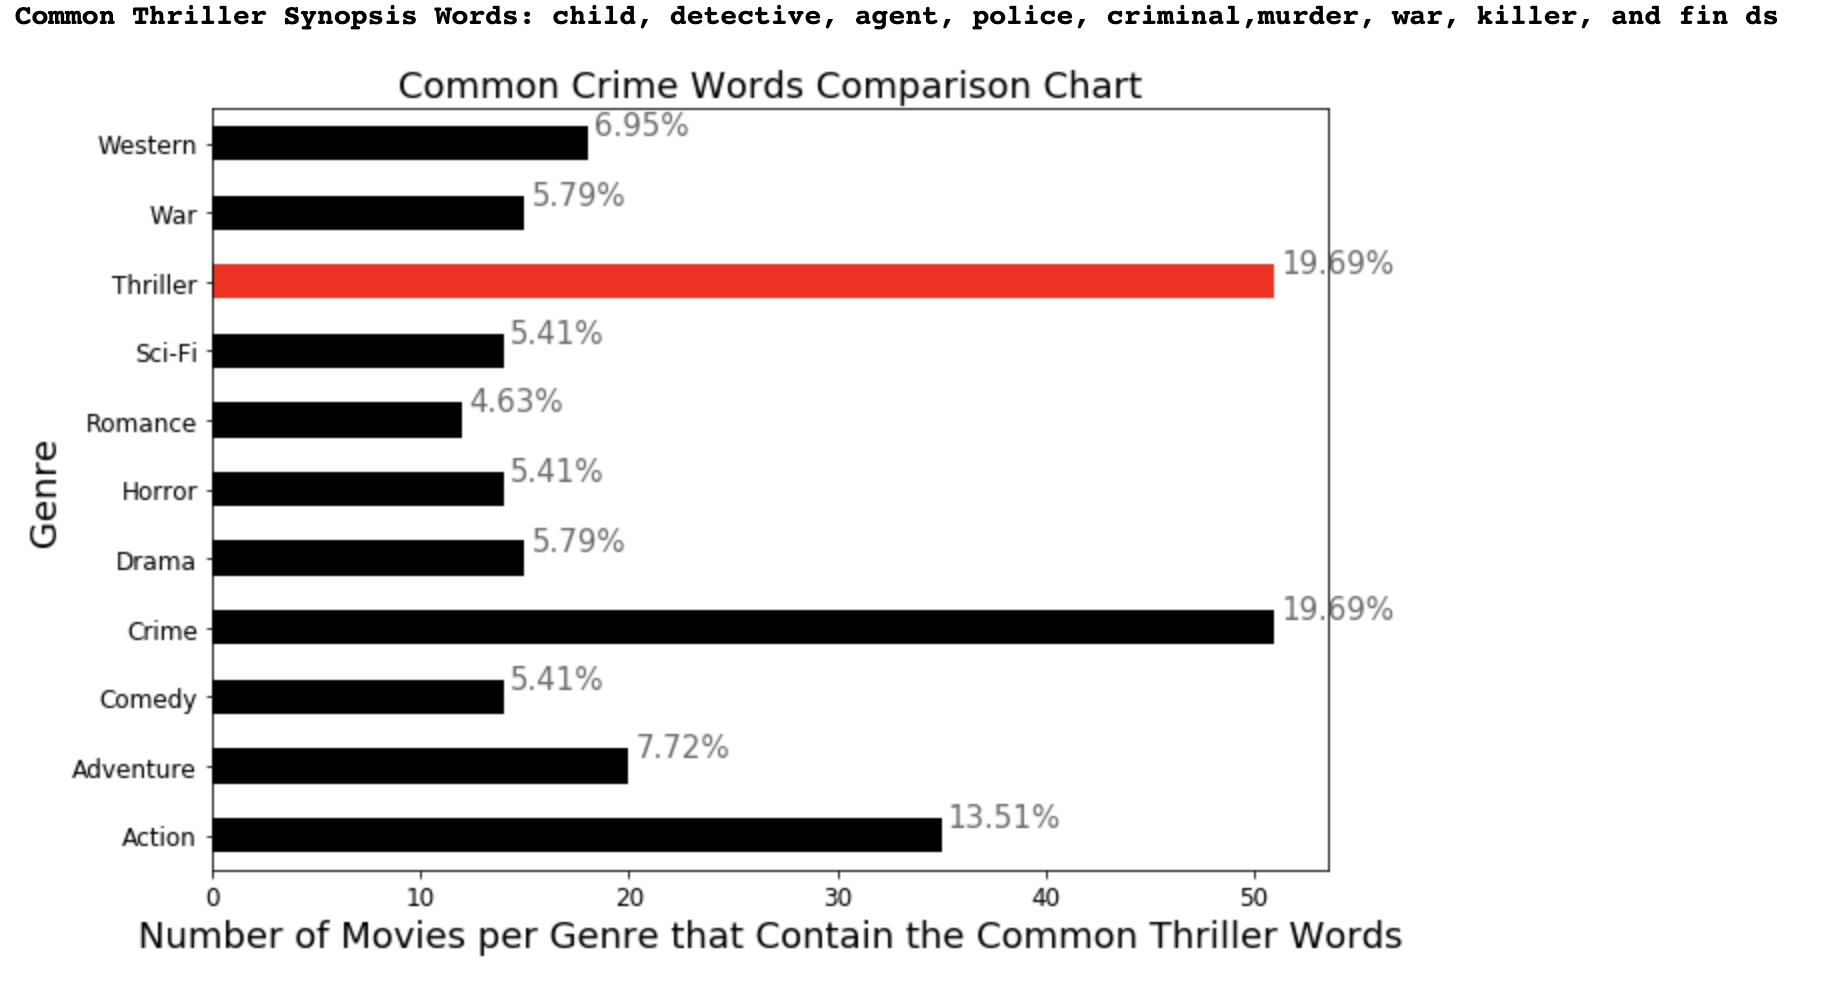 Common Thriller Synopsis Words: child, detective, agent, police, criminal,murder, war, killer, and fin ds
Common Crime Words Comparison Chart
Western 6.95%
War 5.79%
Thriller 19.69%
Sci-Fi 5.41%
Romance 4.63%
Horror 5.41%
Genre
Drama 5.79%
Crime 19.69%
Comedy 5.41%
Adventure 7.72%
Action 13.51%
0 10 20 30 40 50
Number of Movies per Genre that Contain the Common Thriller Words